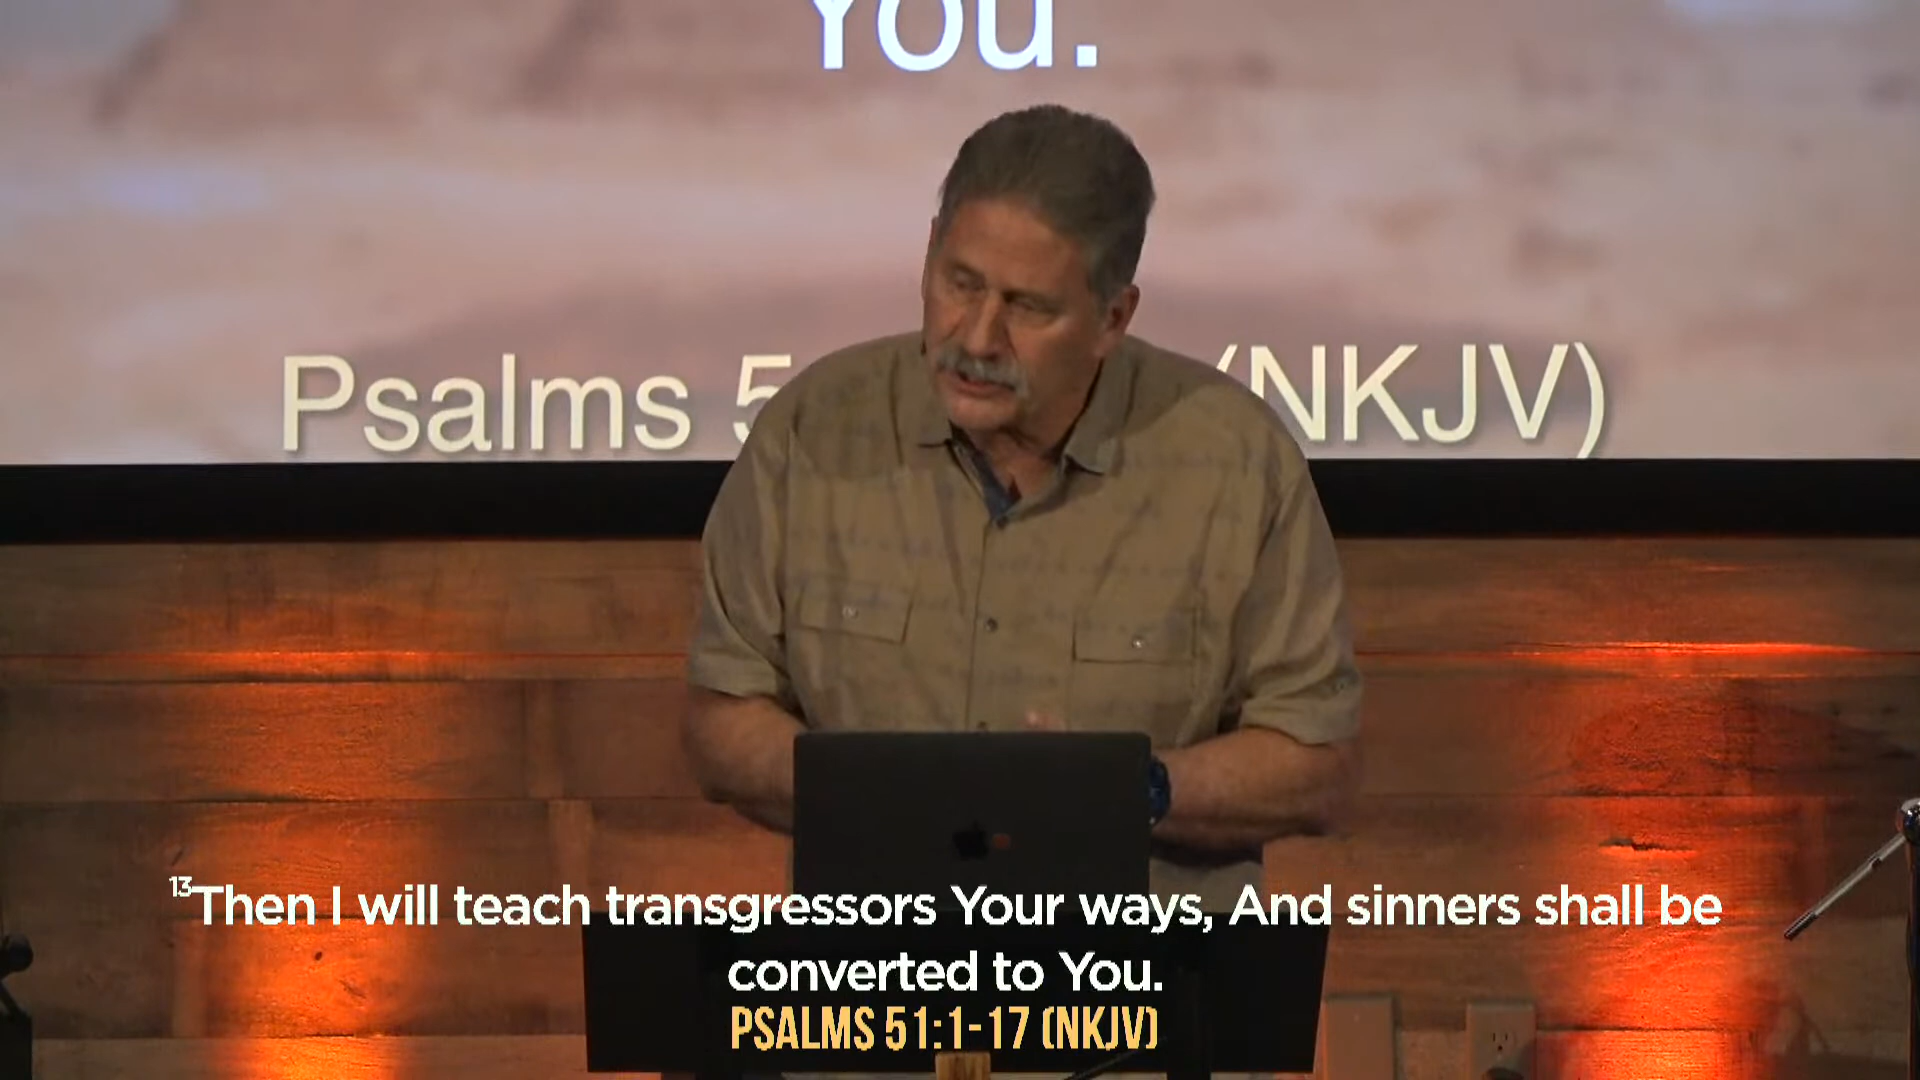 You.
Psalms 5
(NKJV)
13Then I will teach transgressors Your ways, And sinners shall be
converted to You.
PSALMS 51:1-17 (NKJV)